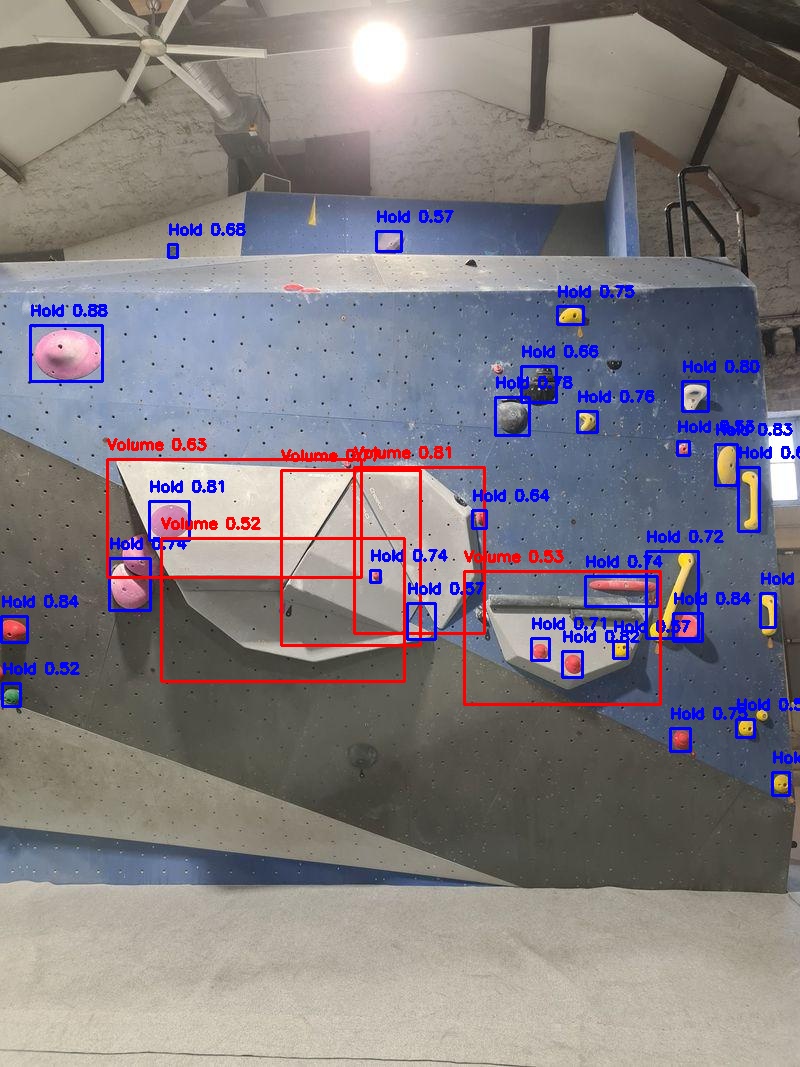 Hold 0.57
Hold 0.68
Hold 0.75
Hold 0.88
Hold 0.66
Hold 0.80
Hold 0.78
Hold 0.76
0.83
Volume 0.63
Volume
Volume 0.81
Hold 0.81
Hold 0.64
Volume 0.52
Hold 0.72
Hold 0.74
Hold 0.74
Volume 0.53
Hold 0.74
Hold
Hold 0.57
Hold 0.84
Hold 0.84
Hold 0.71
Hold 0.82
0.57
Hold 0.52
Hold 0.75
Hold
Hold